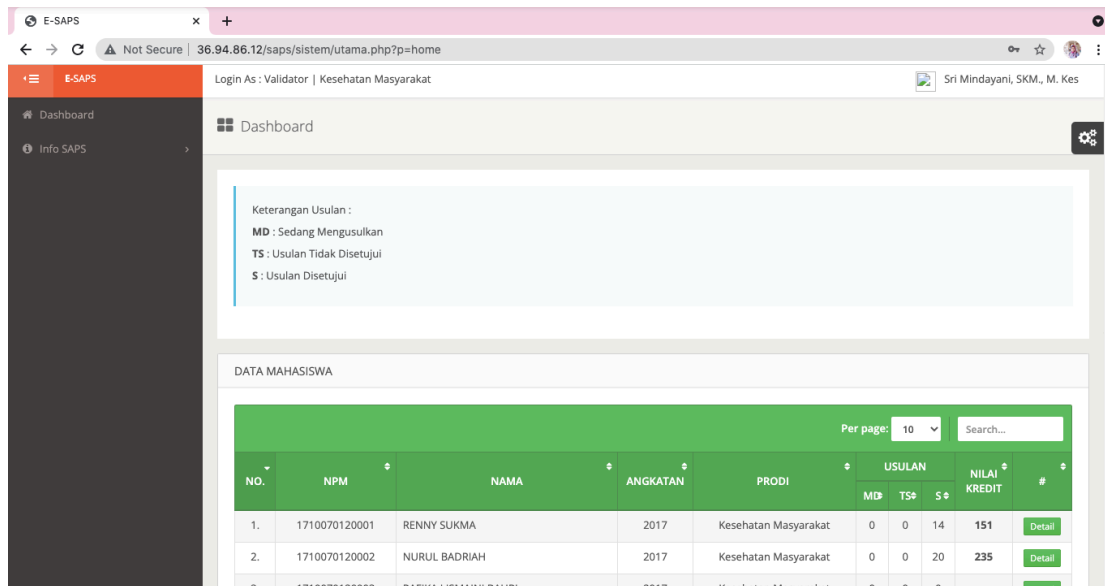 E-SAPS
Not Secure | 36.94.86.12/saps/sistem/utama.php?p=home
E-SAPS
Login As : Validator | Kesehatan Masyarakat
Sri Mindayani, SKM., M. Kes
Dashboard
Info SAPS
Dashboard
Keterangan Usulan :
MD : Sedang Mengusulkan
TS : Usulan Tidak Disetujui
S : Usulan Disetujui
DATA MAHASISWA
Per page: 10 Search...
NO. NPM NAMA ANGKATAN PRODI USULAN NILAI KREDIT #
MD TS S
1. 1710070120001 RENNY SUKMA 2017 Kesehatan Masyarakat 0 0 14 151 Detail
2. 1710070120002 NURUL BADRIAH 2017 Kesehatan Masyarakat 0 0 20 235 Detail